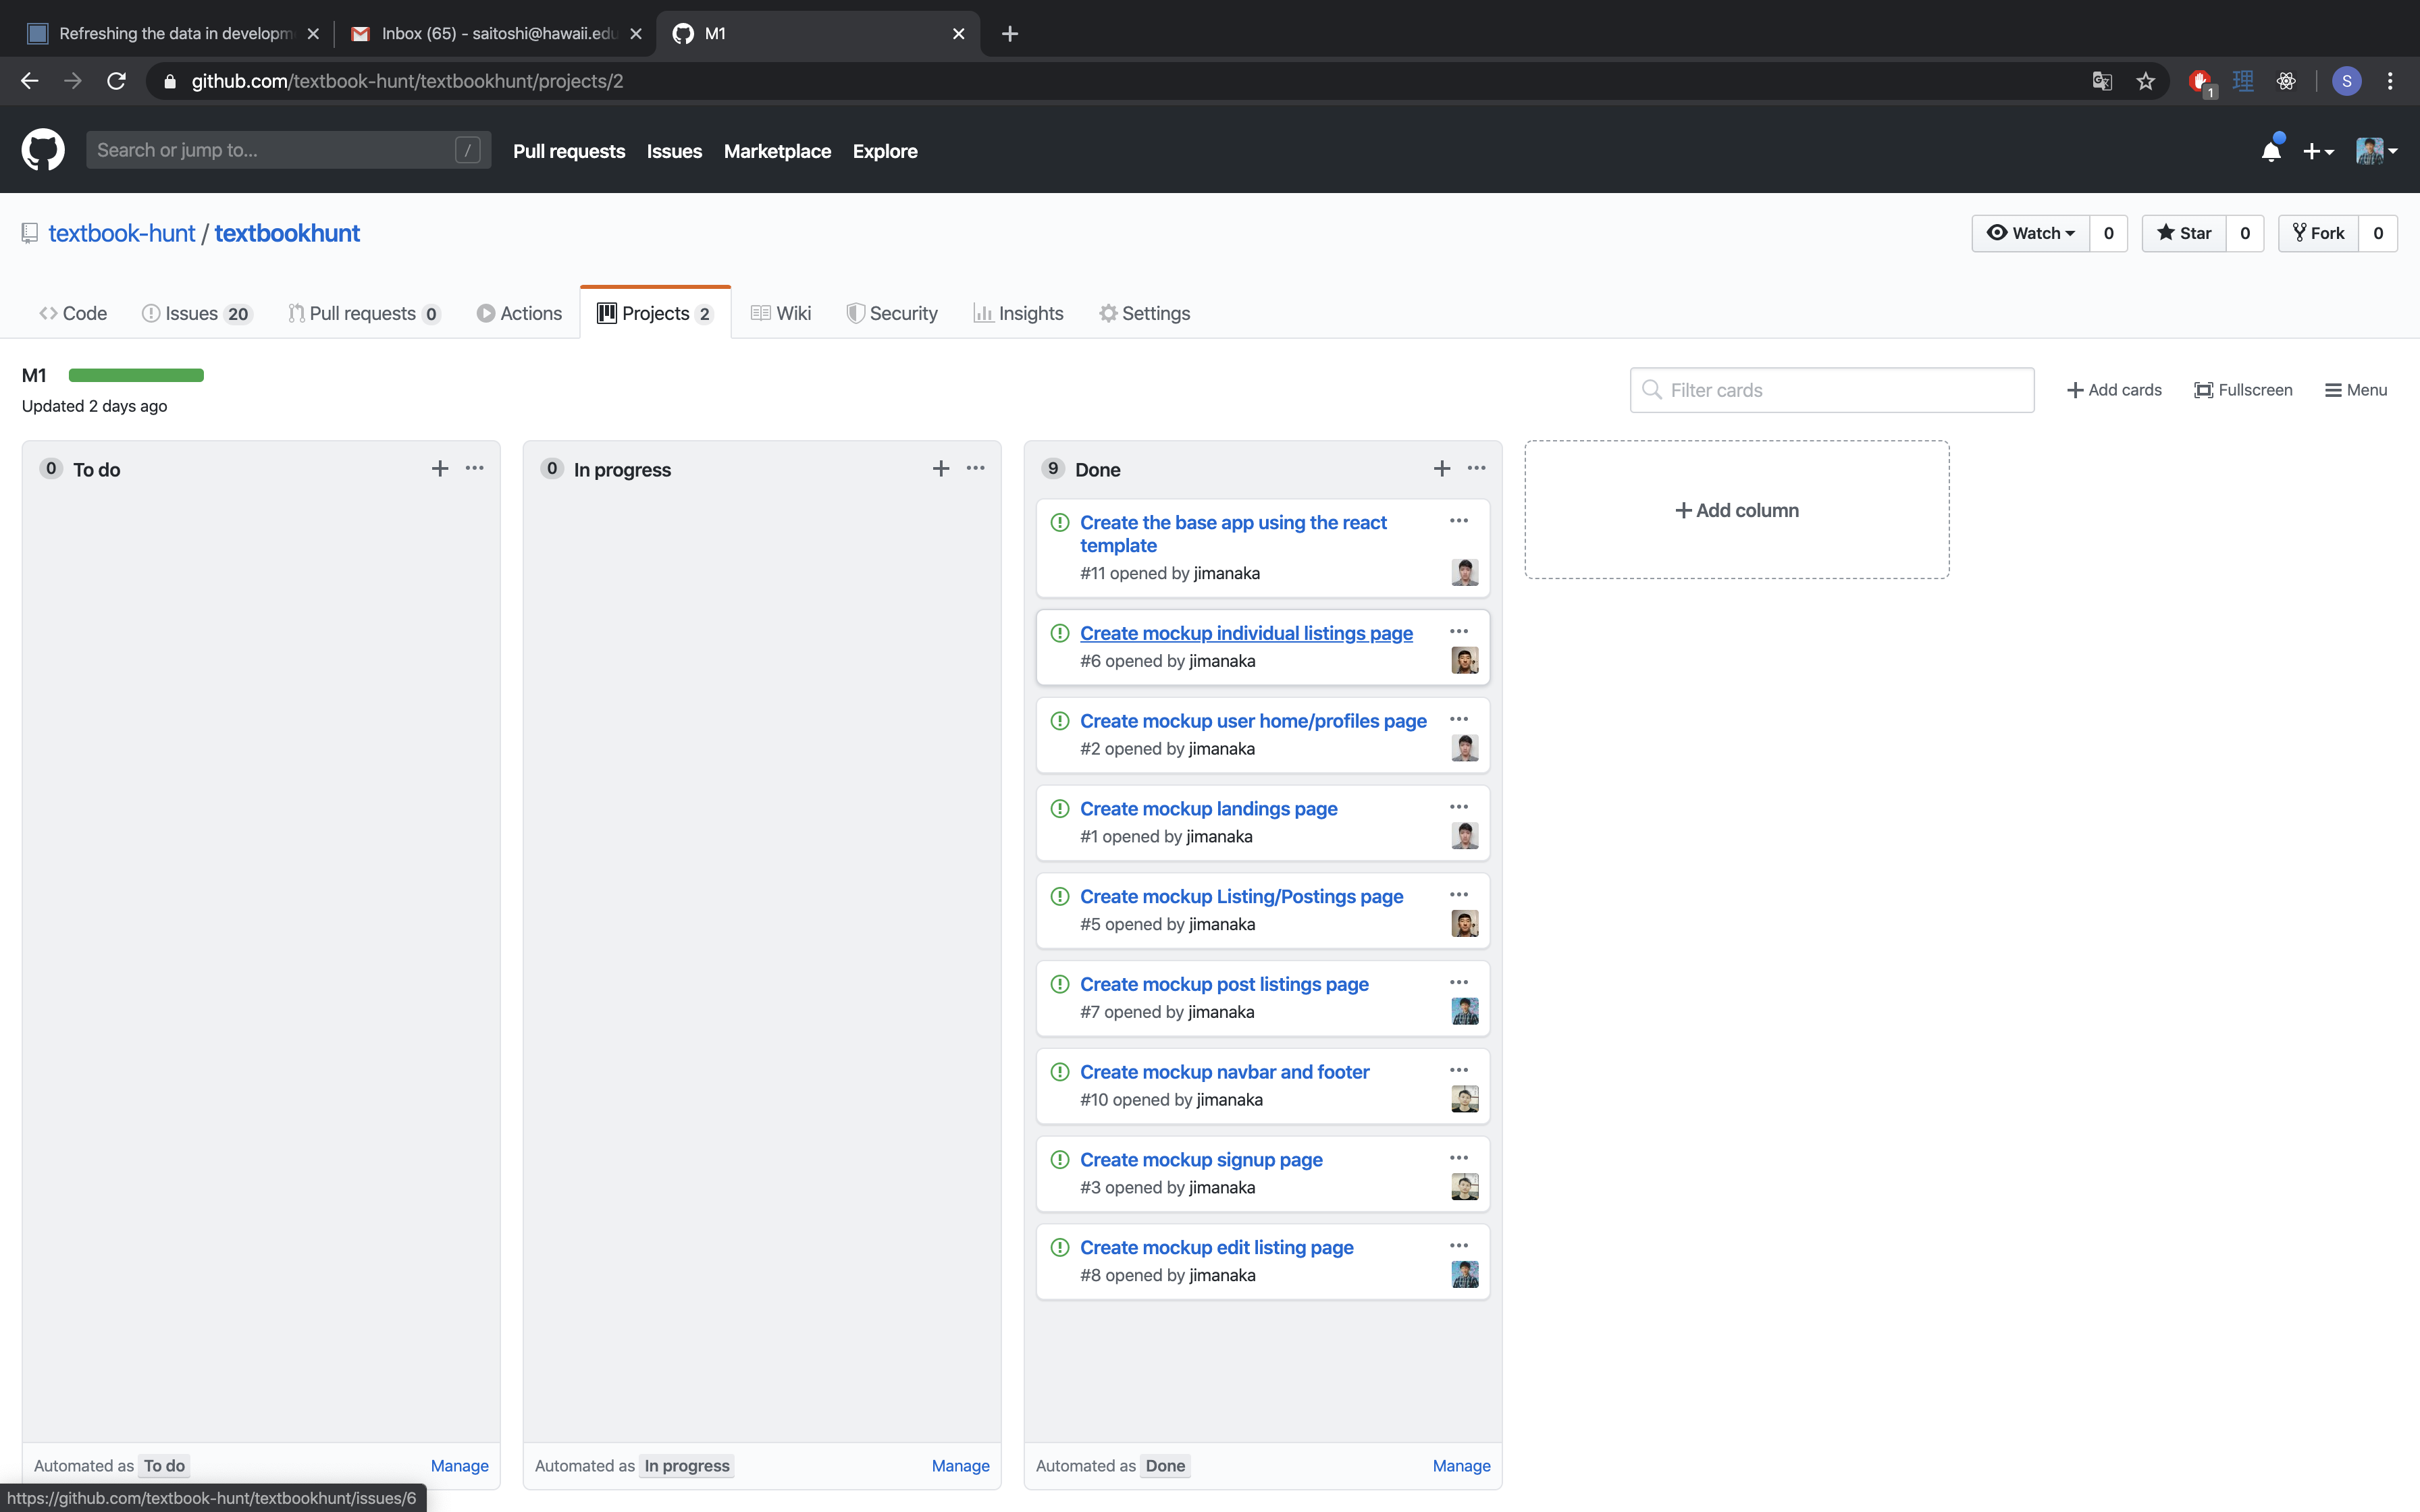 Refreshing the data in developm
Inbox (65) - saitoshi@hawaii.edu
M1
github.com/textbook-hunt/textbookhunt/projects/2
1
S
Search or jump to...
/
Pull requests
Issues
Marketplace
Explore
textbook-hunt / textbookhunt
Watch 0
Star 0
Fork 0
Code
Issues 20
Pull requests 0
Actions
Projects 2
Wiki
Security
Insights
Settings
M1
Updated 2 days ago
Filter cards
Add cards
Fullscreen
Menu
0 To do
0 In progress
9 Done
Create the base app using the react
template
#11 opened by jimanaka
Create mockup individual listings page
#6 opened by jimanaka
Create mockup user home/profiles page
#2 opened by jimanaka
Create mockup landings page
#1 opened by jimanaka
Create mockup Listing/Postings page
#5 opened by jimanaka
Create mockup post listings page
#7 opened by jimanaka
Create mockup navbar and footer
#10 opened by jimanaka
Create mockup signup page
#3 opened by jimanaka
Create mockup edit listing page
#8 opened by jimanaka
Add column
Automated as To do Manage
Automated as In progress Manage
Automated as Done Manage
https://github.com/textbook-hunt/textbookhunt/issues/6